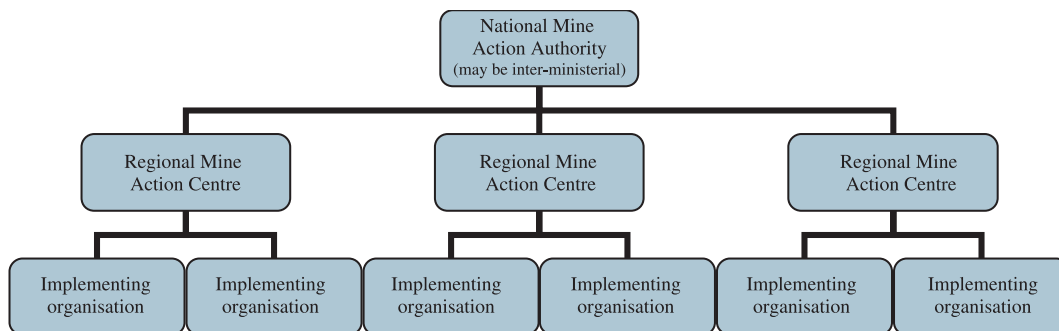 National Mine
Action Authority
(may be inter-ministerial)
Regional Mine
Action Centre
Regional Mine
Action Centre
Regional Mine
Action Centre
Implementing
organisation
Implementing
organisation
Implementing
organisation
Implementing
organisation
Implementing
organisation
Implementing
organisation